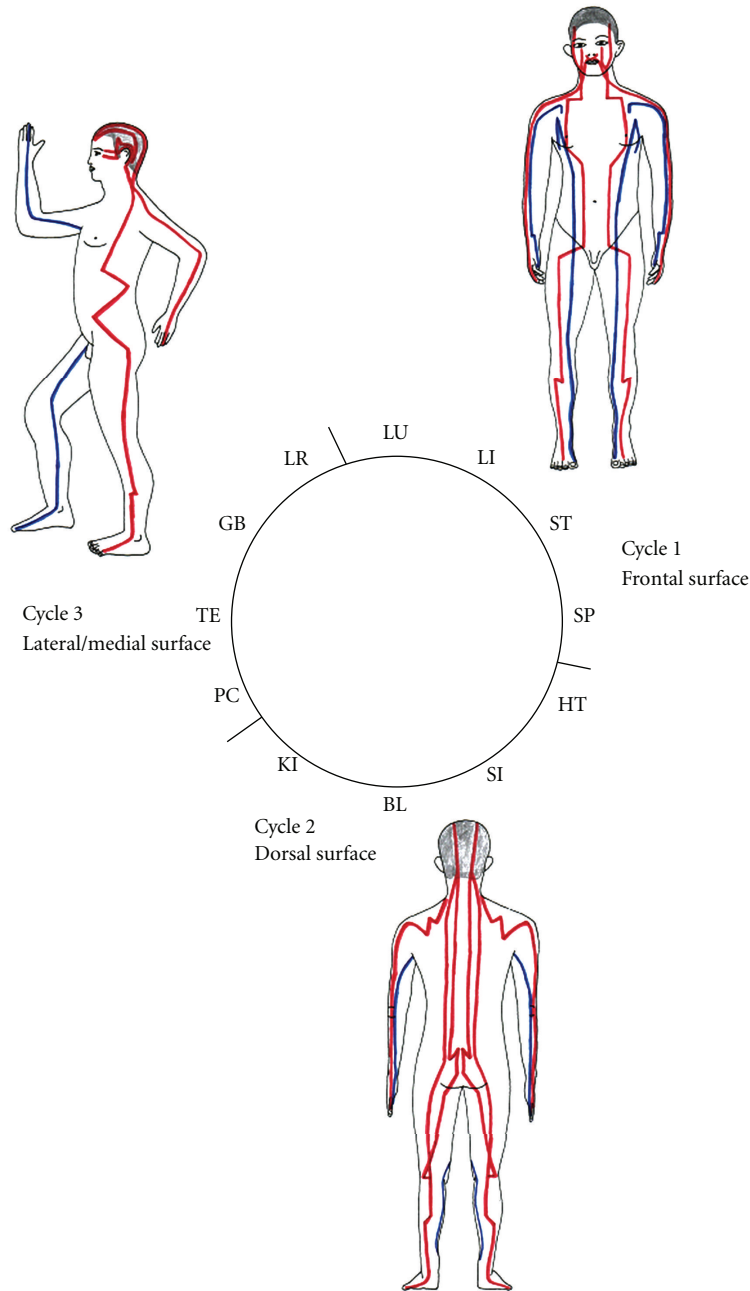 LU
LR
LI
GB
ST
Cycle 1
Frontal surface
Cycle 3
Lateral/medial surface
TE
SP
PC
HT
KI
SI
BL
Cycle 2
Dorsal surface